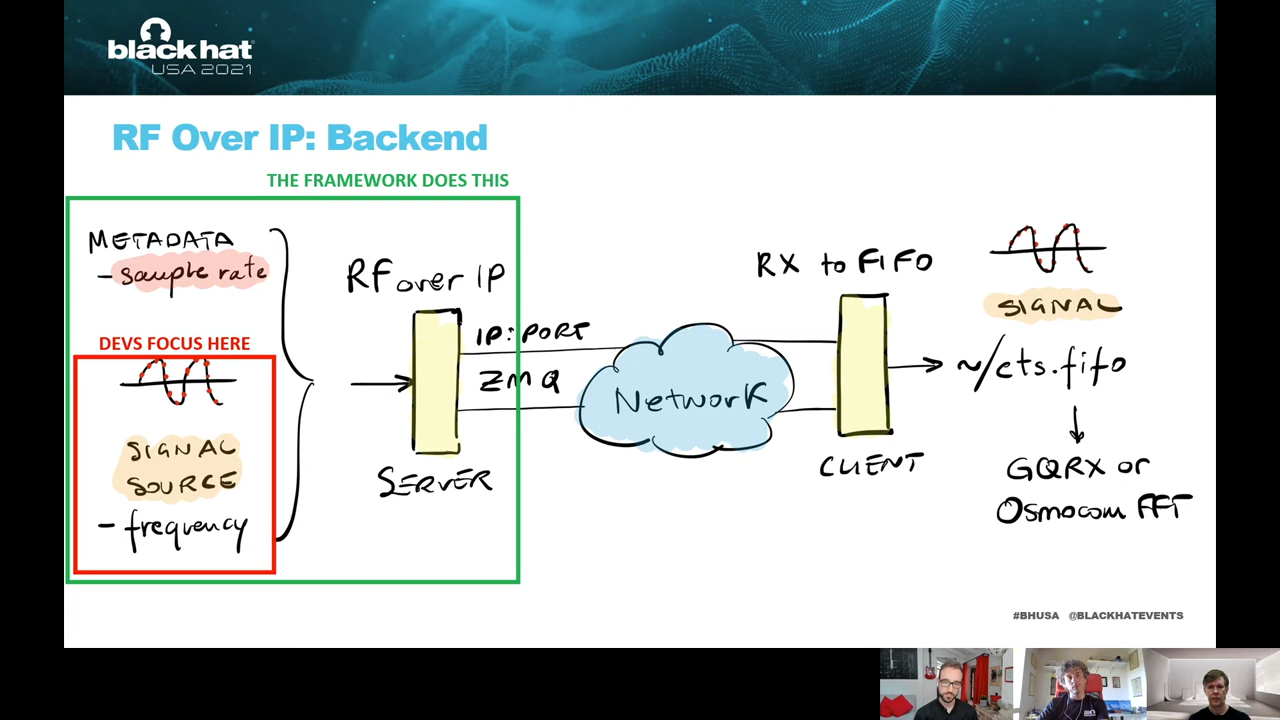 black hat
USA 2021
RF Over IP: Backend
THE FRAMEWORK DOES THIS
METADATA
- sample rate
DEVS FOCUS HERE
SIGNAL
SOURCE
- frequency
RF over IP
IP:PORT
ZMQ
SERVER
Network
RX to FIFO
CLIENT
SIGNAL
~/cts.fifo
GQRX or
Osmocom FFT
#BHUSA @BLACKHATEVENTS